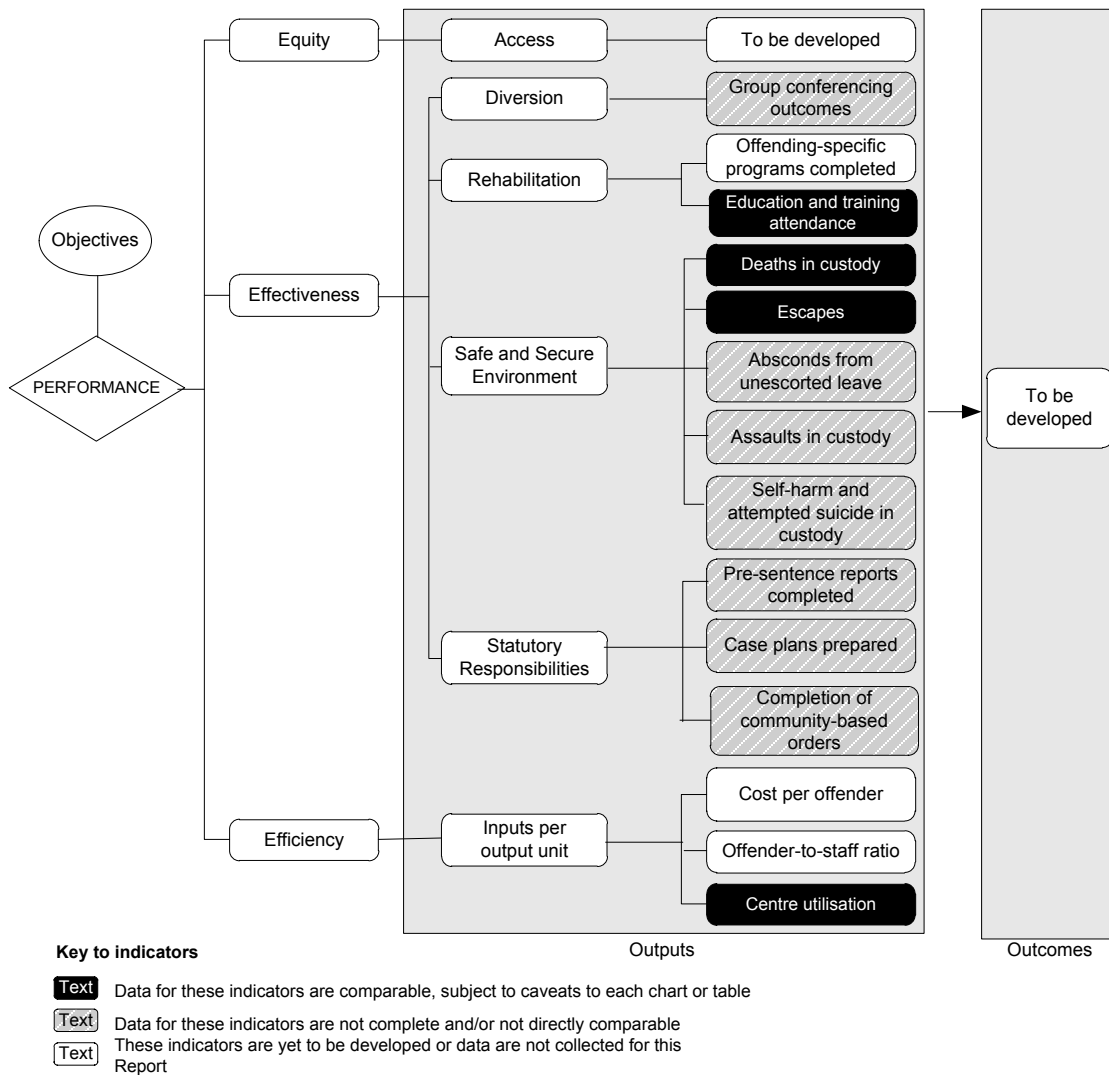 Objectives
PERFORMANCE
Equity
Access
To be developed
Effectiveness
Diversion
Group conferencing
outcomes
Rehabilitation
Offending-specific
programs completed
Education and training
attendance
Safe and Secure
Environment
Deaths in custody
Escapes
Absconds from
unescorted leave
Assaults in custody
Self-harm and
attempted suicide in
custody
Statutory
Responsibilities
Pre-sentence reports
completed
Case plans prepared
Completion of
community-based
orders
Efficiency
Inputs per
output unit
Cost per offender
Offender-to-staff ratio
Centre utilisation
Outputs
To be
developed
Outcomes
Key to indicators
Text Data for these indicators are comparable, subject to caveats to each chart or table
Text Data for these indicators are not complete and/or not directly comparable
Text These indicators are yet to be developed or data are not collected for this
Report